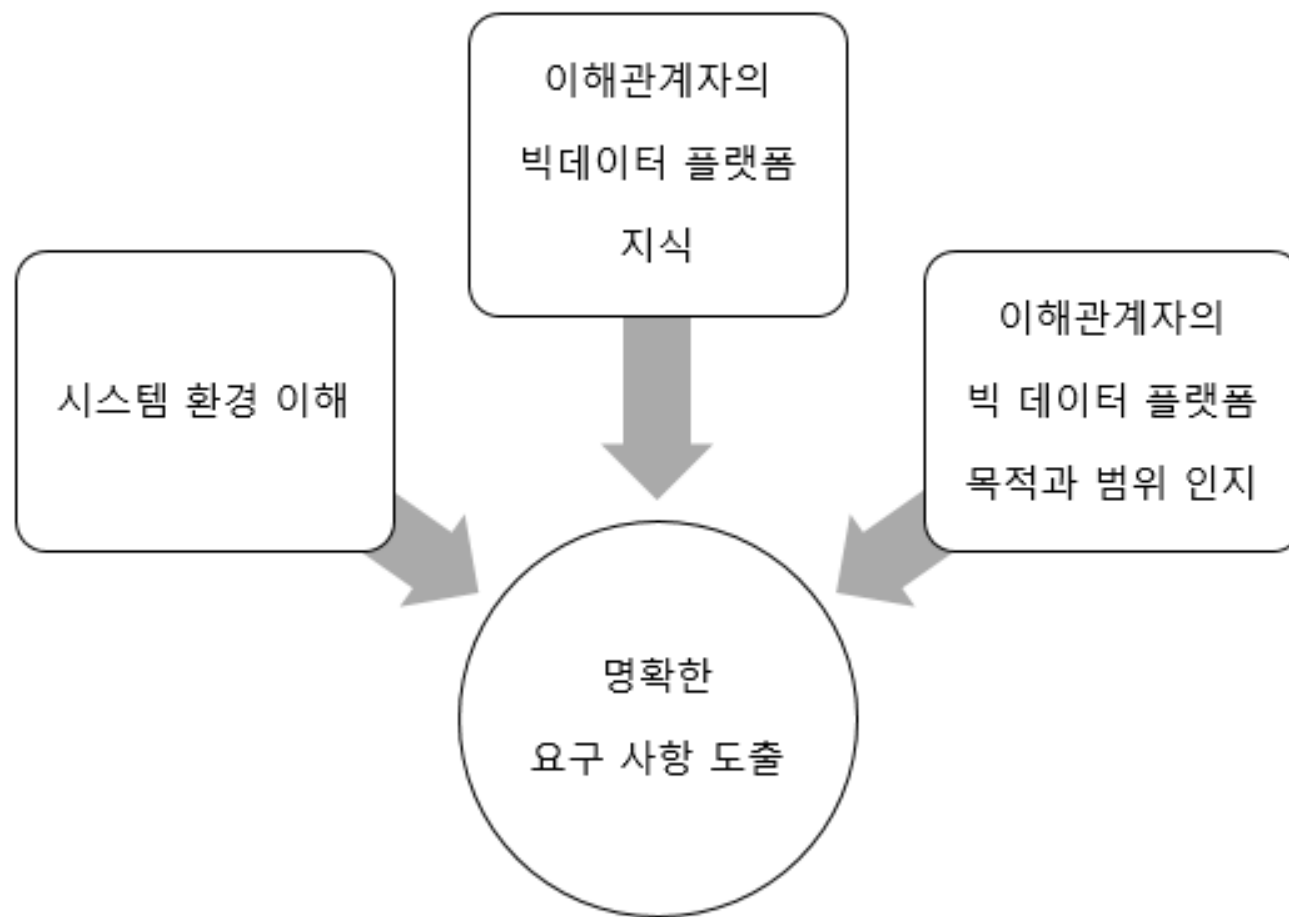 이해관계자의
빅데이터 플랫폼
지식
시스템 환경 이해
이해관계자의
빅 데이터 플랫폼
목적과 범위 인지
명확한
요구 사항 도출